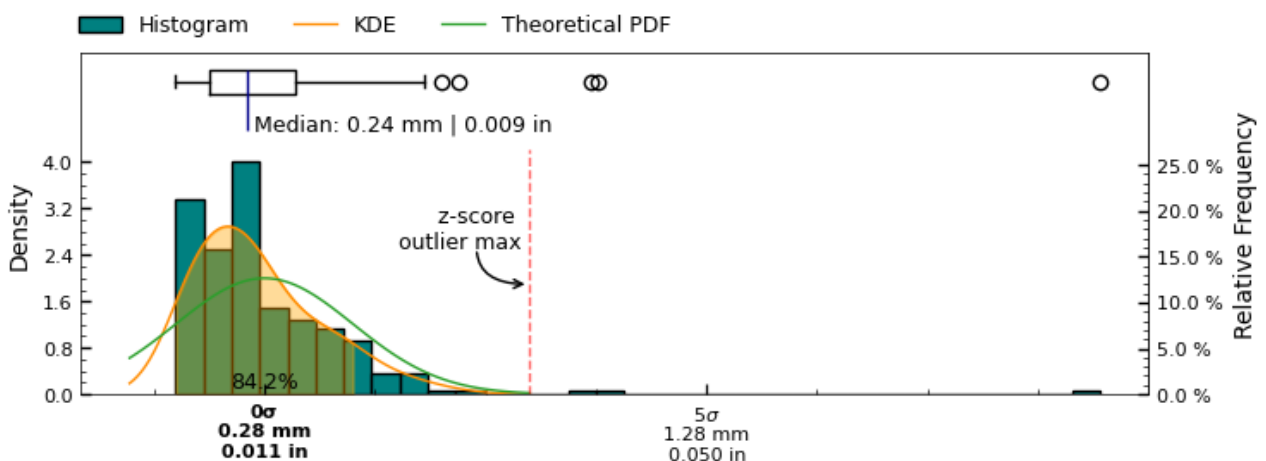 Histogram KDE Theoretical PDF
Median: 0.24 mm | 0.009 in
4.0
3.2
2.4
1.6
0.8
0.0
Density
z-score
outlier max
84.2%
25.0 %
20.0 %
15.0 %
10.0 %
5.0 %
0.0 %
Relative Frequency
0σ
0.28 mm
0.011 in
5σ
1.28 mm
0.050 in